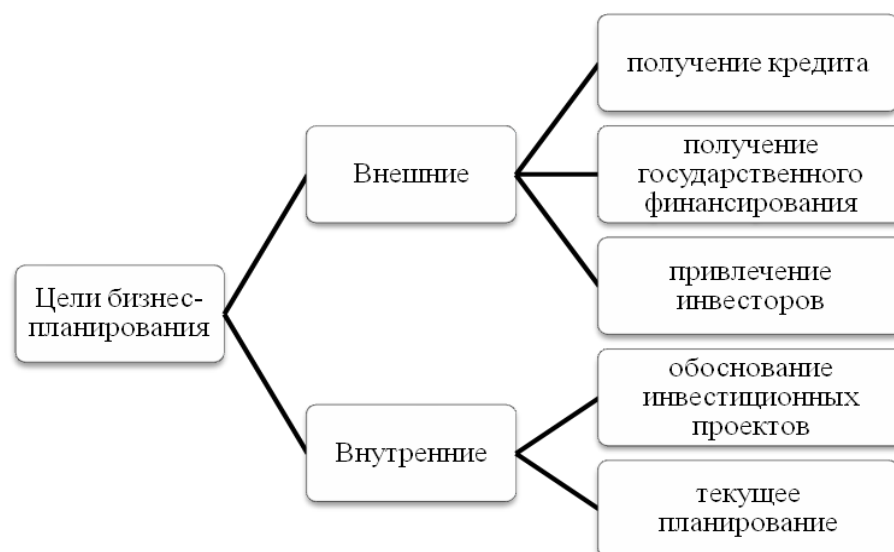 Цели бизнес-
планирования
Внешние
получение кредита
получение
государственного
финансирования
привлечение
инвесторов
Внутренние
обоснование
инвестиционных
проектов
текущее
планирование